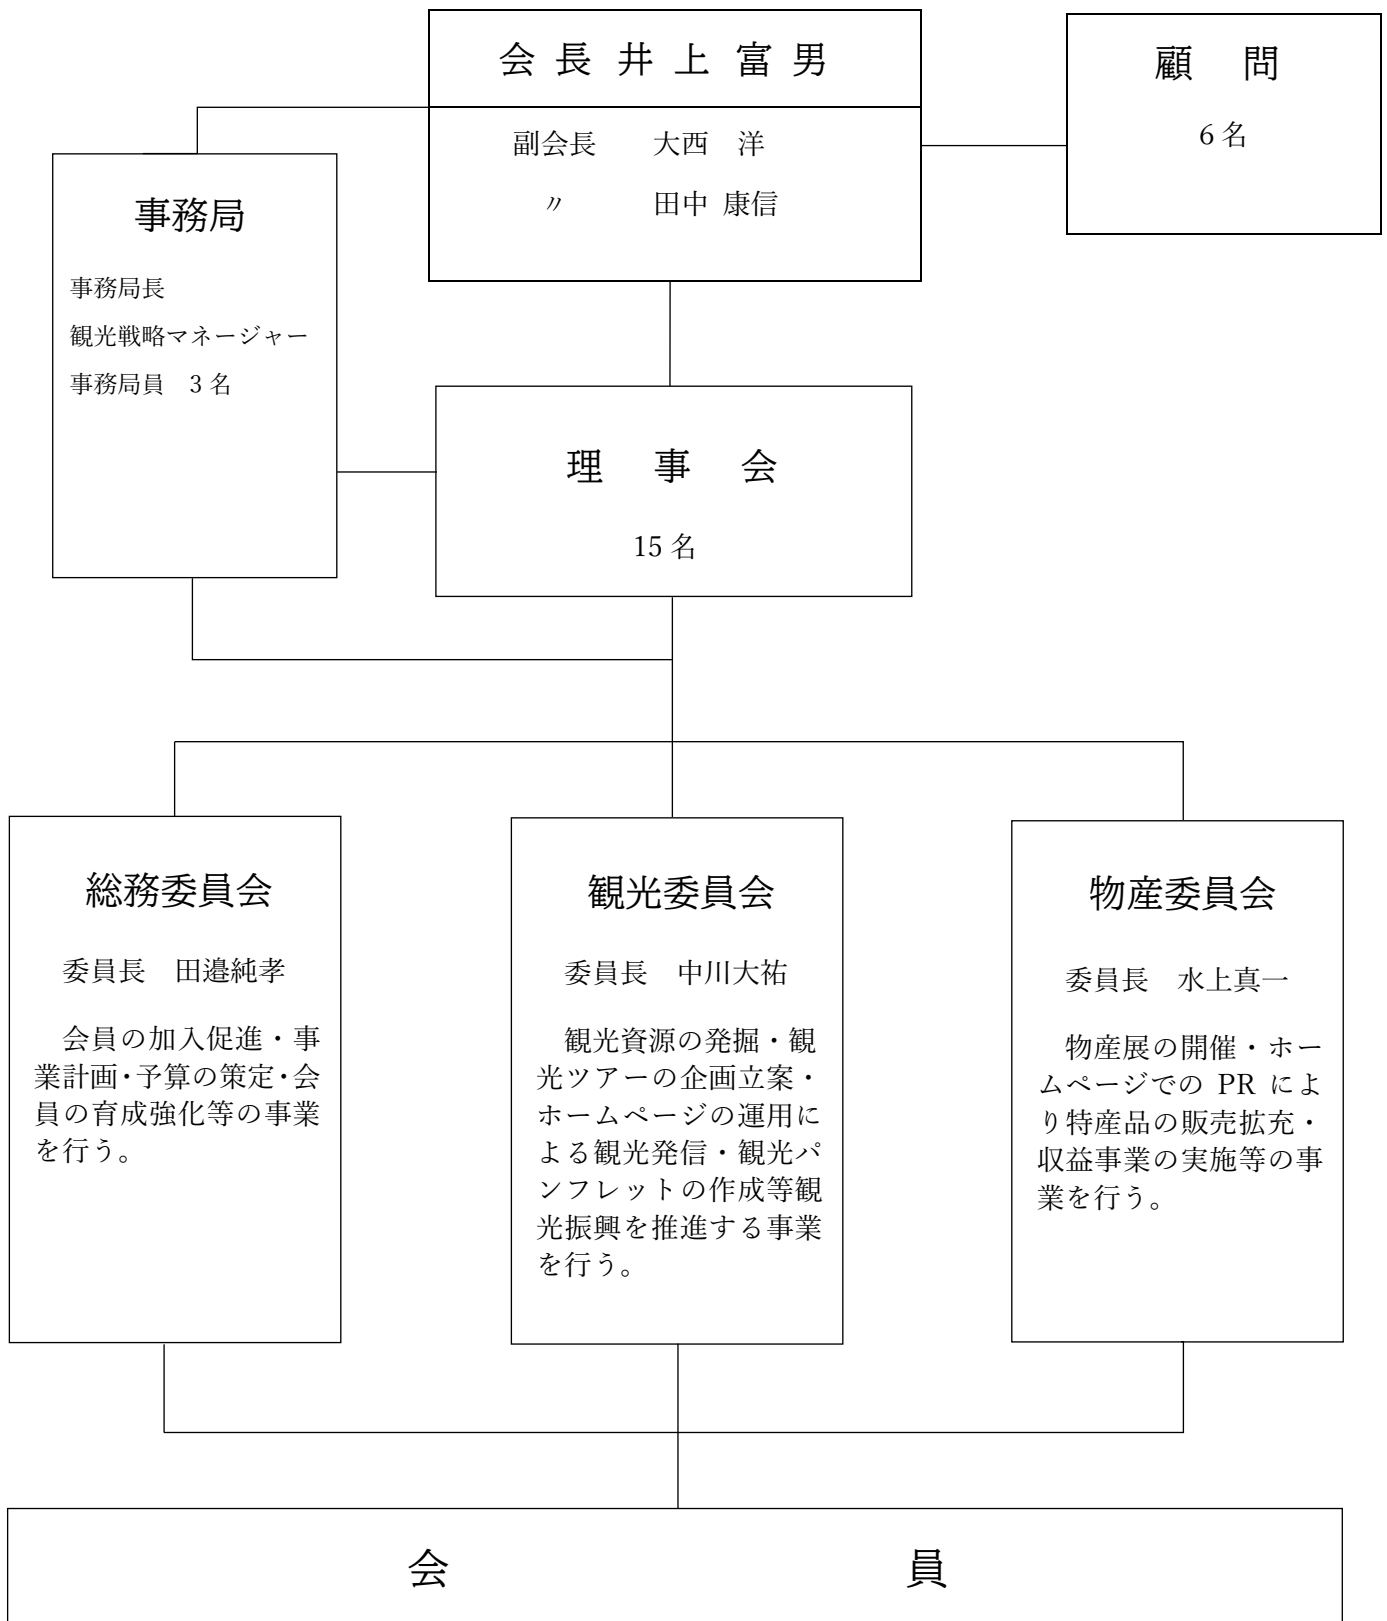 会長井上富男
副会長　大西　洋
〃　田中 康信
顧　問
6名
事務局
事務局長
観光戦略マネージャー
事務局員　3名
理　事　会
15名
総務委員会
委員長　田邉純孝
会員の加入促進・事
業計画・予算の策定・会
員の育成強化等の事業
を行う。
観光委員会
委員長　中川大祐
観光資源の発掘・観
光ツアーの企画立案・
ホームページの運用に
よる観光発信・観光パ
ンフレットの作成等観
光振興を推進する事業
を行う。
物産委員会
委員長　水上真一
物産展の開催・ホー
ムページでの PR によ
り特産品の販売拡充・
収益事業の実施等の事
業を行う。
会　員